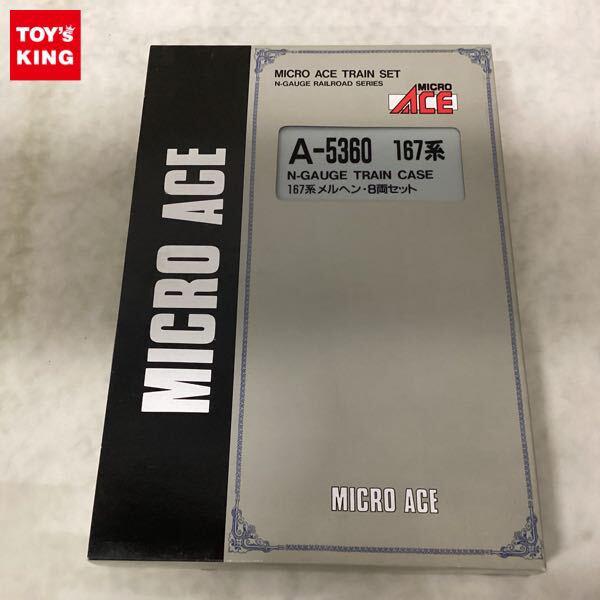 TOY's
KING
MICRO ACE TRAIN SET
N-GAUGE RAILROAD SERIES
MICRO
ACE
A-5360 167系
N-GAUGE TRAIN CASE
167系メルヘン・8両セット
MICRO ACE
MICRO ACE